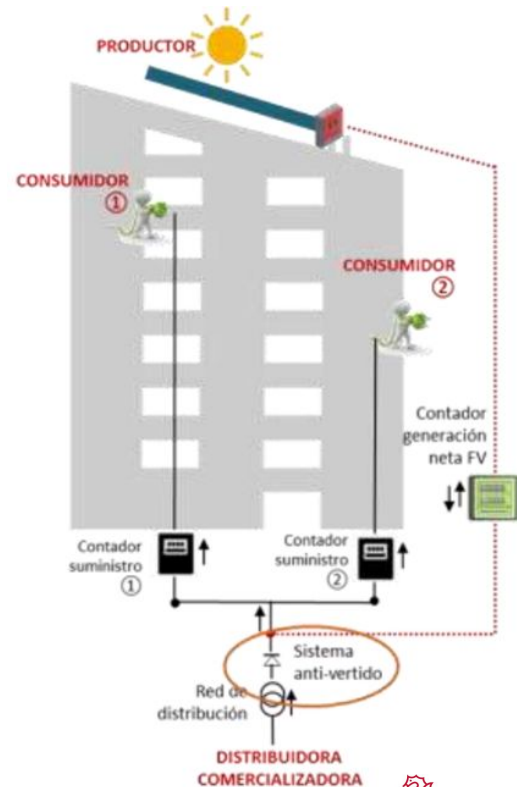 PRODUCTOR
CONSUMIDOR
①
CONSUMIDOR
②
Contador
generación
neta FV
Contador
suministro
①
Contador
suministro
②
Sistema
anti-vertido
Red de
distribución
DISTRIBUIDORA
COMERCIALIZADORA